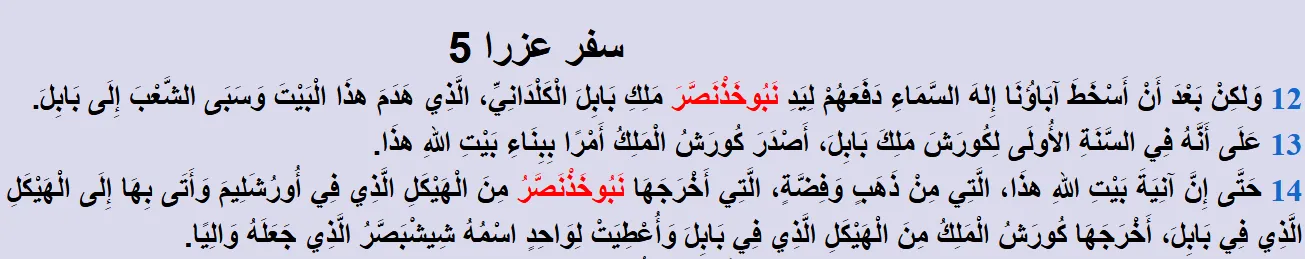 سفر عزرا 5
12 وَلكِنْ بَعْدَ أَنْ أَسْخَطَ آبَاؤُنَا إِلهَ السَّمَاءِ دَفَعَهُمْ لِيَدِ نَبُوخَذْنَصَّرَ مَلِكِ بَابِلَ الْكَلْدَانِيِّ، الَّذِي هَدَمَ هذَا الْبَيْتَ وَسَبَى الشَّعْبَ إِلَى بَابِلَ.
13 عَلَى أَنَّهُ فِي السَّنَةِ الأُولَى لِكُورَشَ مَلِكَ بَابِلَ، أَصْدَرَ كُورَشُ الْمَلِكُ أَمْرًا بِبِنَاءِ بَيْتِ اللهِ هذَا.
14 حَتَّى إِنَّ آنِيَةَ بَيْتِ اللهِ هذَا، الَّتِي مِنْ ذَهَبٍ وَفِضَّةٍ، الَّتِي أَخْرَجَهَا نَبُوخَذْنَصَّرُ مِنَ الْهَيْكَلِ الَّذِي فِي أُورُشَلِيمَ وَأَتَى بِهَا إِلَى الْهَيْكَلِ
الَّذِي فِي بَابِلَ، أَخْرَجَهَا كُورَشُ الْمَلِكُ مِنَ الْهَيْكَلِ الَّذِي فِي بَابِلَ وَأُعْطِيَتْ لِوَاحِدٍ اسْمُهُ شِيشْبَصَّرُ الَّذِي جَعَلَهُ وَالِيًا.